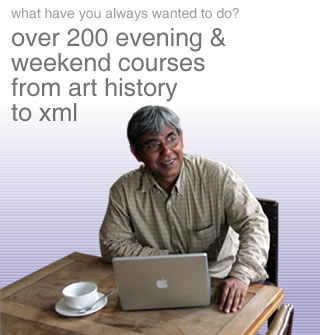 what have you always wanted to do?
over 200 evening &
weekend courses
from art history
to xml